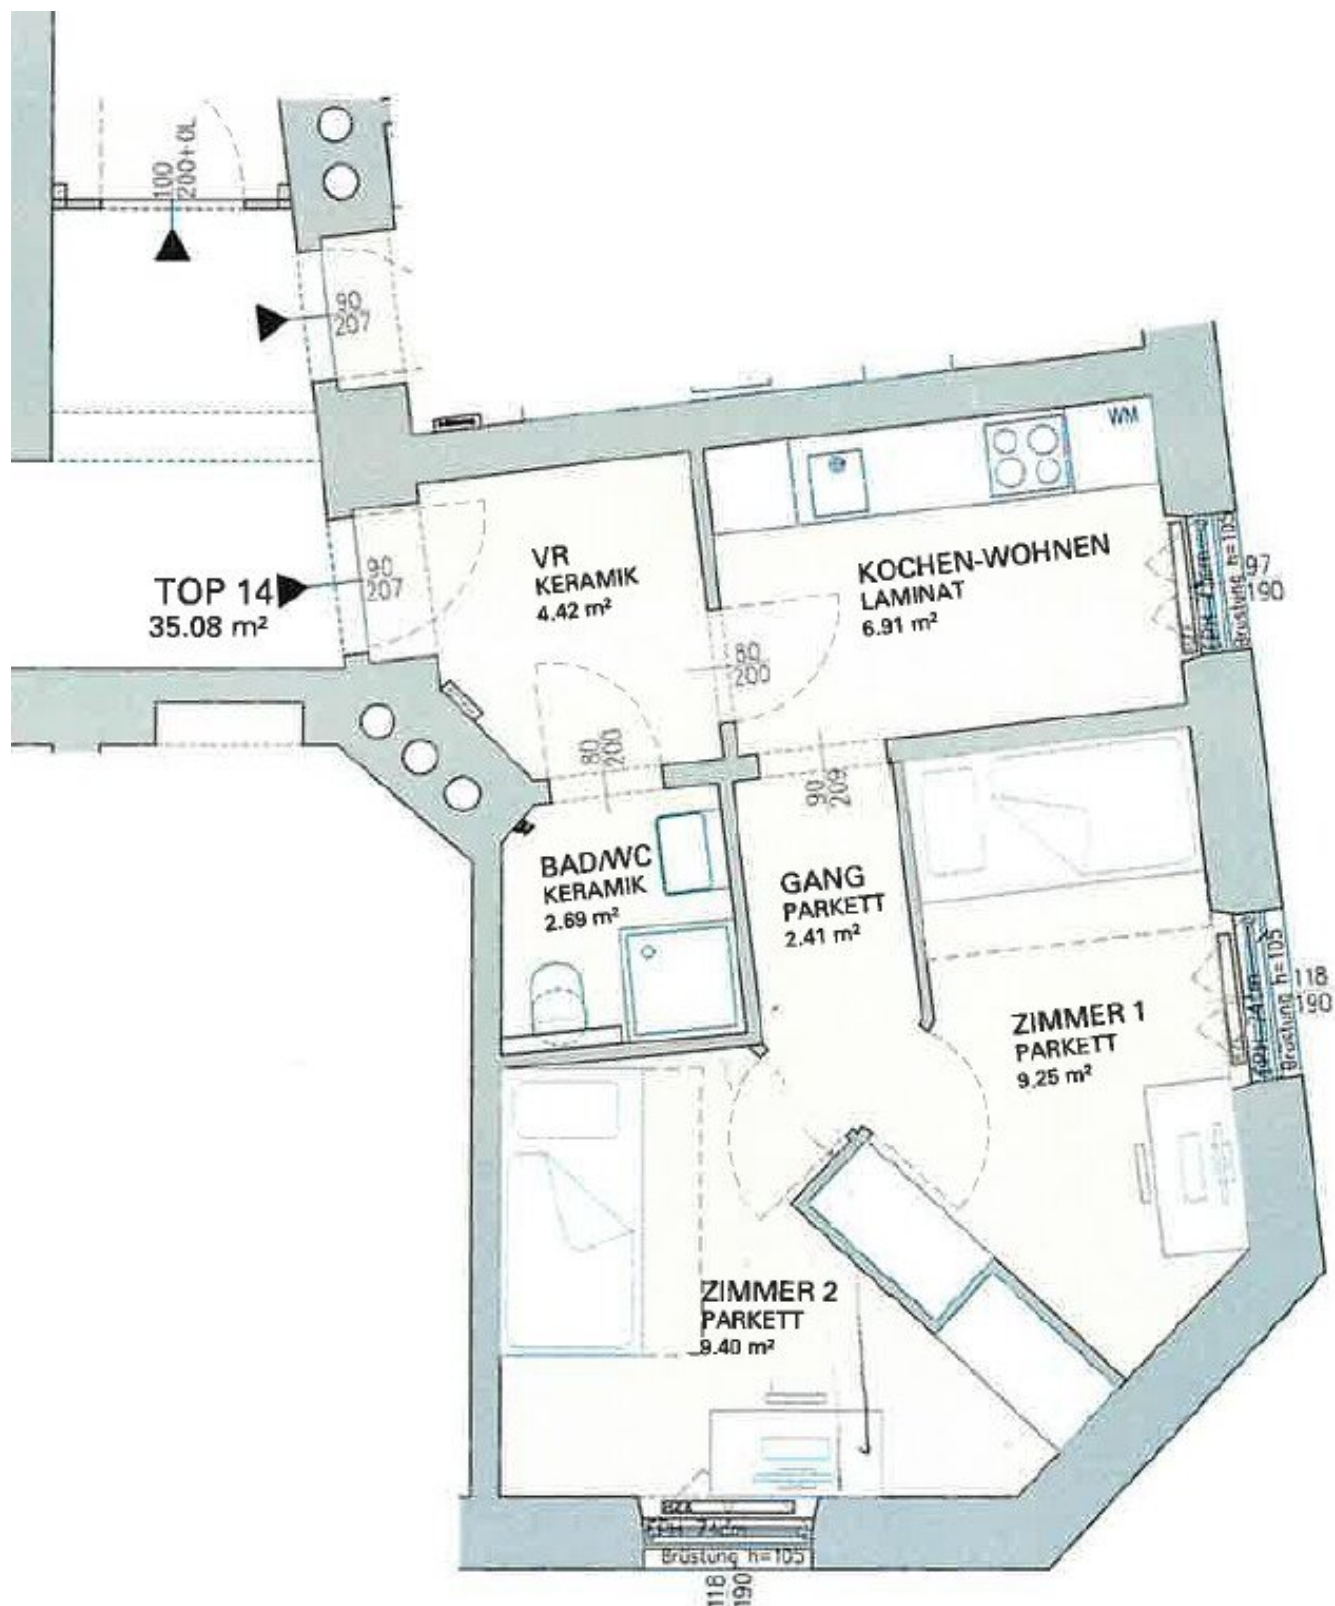 100
200+OL
90
207
WM
TOP 14
35.08 m²
90
207
VR
KERAMIK
4.42 m²
KOCHEN-WOHNEN
LAMINAT
6.91 m²
Brüstung h=105
97
190
80
200
80
200
90
209
BAD/WC
KERAMIK
2.69 m²
GANG
PARKETT
2.41 m²
ZIMMER 1
PARKETT
9.25 m²
Brüstung h=105
118
190
ZIMMER 2
PARKETT
9.40 m²
Brüstung h=105
118
190